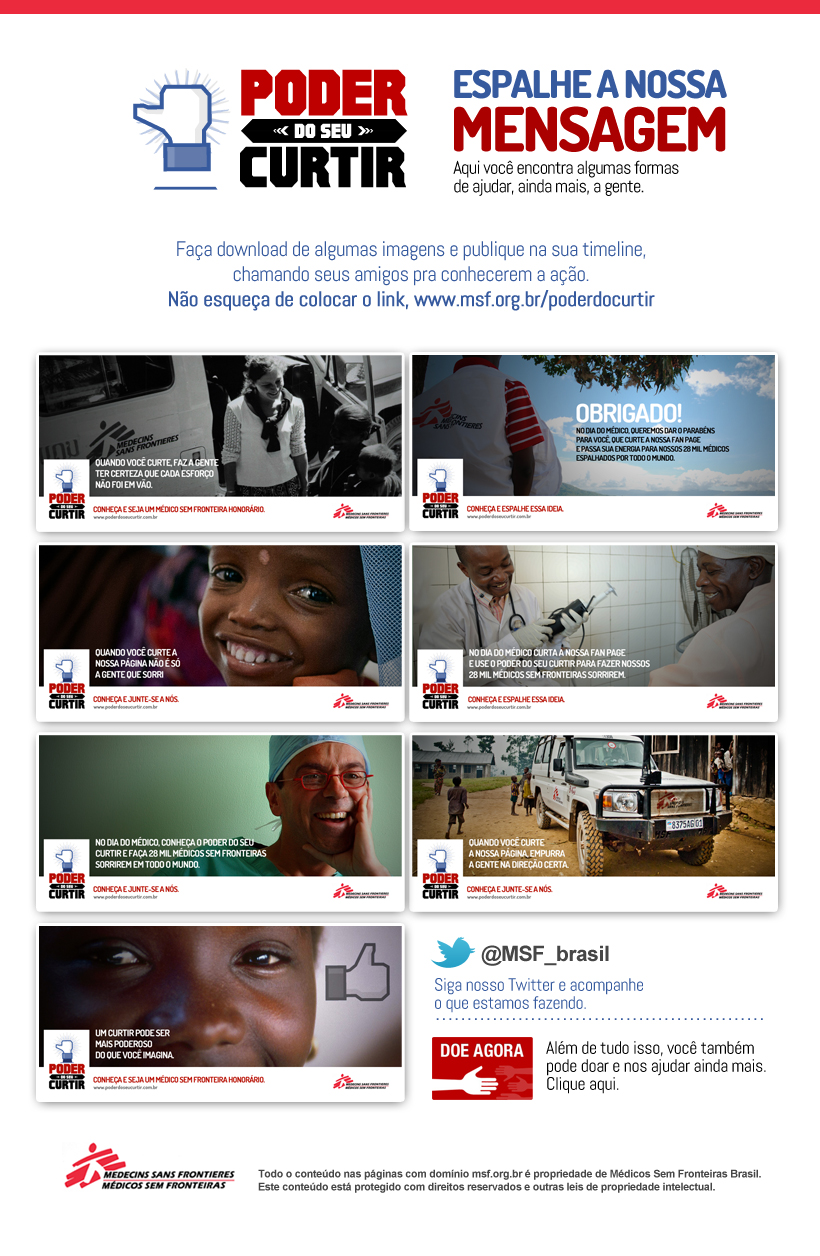 PODER
DO SEU
CURTIR
ESPALHE A NOSSA
MENSAGEM
Aqui você encontra algumas formas
de ajudar, ainda mais, a gente.
Faça download de algumas imagens e publique na sua timeline,
chamando seus amigos pra conhecerem a ação.
Não esqueça de colocar o link, www.msf.org.br/poderdocurtir
MEDECINS
SANS FRONTIERES
QUANDO VOCÊ CURTE, FAZ A GENTE
TER CERTEZA QUE CADA ESFORÇO
NÃO FOI EM VÃO.
PODER
DO SEU
CURTIR
CONHEÇA E SEJA UM MÉDICO SEM FRONTEIRA HONORÁRIO.
www.poderdoseucurtir.com.br
MEDECINS SANS FRONTIERES
MÉDICOS SEM FRONTEIRAS
MEDECINS
SANS FRONTIERES
OBRIGADO!
NO DIA DO MÉDICO, QUEREMOS DAR O PARABÉNS
PARA VOCÊ, QUE CURTE A NOSSA FAN PAGE
E PASSA SUA ENERGIA PARA NOSSOS 28 MIL MÉDICOS
ESPALHADOS POR TODO O MUNDO.
PODER
DO SEU
CURTIR
CONHEÇA E ESPALHE ESSA IDEIA.
www.poderdoseucurtir.com.br
MEDECINS SANS FRONTIERES
MÉDICOS SEM FRONTEIRAS
QUANDO VOCÊ CURTE A
NOSSA PÁGINA NÃO É SÓ
A GENTE QUE SORRI
PODER
DO SEU
CURTIR
CONHEÇA E JUNTE-SE A NÓS.
www.poderdoseucurtir.com.br
MEDECINS SANS FRONTIERES
MÉDICOS SEM FRONTEIRAS
NO DIA DO MÉDICO CURTA A NOSSA FAN PAGE
E USE O PODER DO SEU CURTIR PARA FAZER NOSSOS
28 MIL MÉDICOS SEM FRONTEIRAS SORRIREM.
PODER
DO SEU
CURTIR
CONHEÇA E ESPALHE ESSA IDEIA.
www.poderdoseucurtir.com.br
MEDECINS SANS FRONTIERES
MÉDICOS SEM FRONTEIRAS
NO DIA DO MÉDICO, CONHEÇA O PODER DO SEU
CURTIR E FAÇA 28 MIL MÉDICOS SEM FRONTEIRAS
SORRIREM EM TODO O MUNDO.
PODER
DO SEU
CURTIR
CONHEÇA E JUNTE-SE A NÓS.
www.poderdoseucurtir.com.br
MEDECINS SANS FRONTIERES
MÉDICOS SEM FRONTEIRAS
8375AG/01
QUANDO VOCÊ CURTE
A NOSSA PÁGINA, EMPURRA
A GENTE NA DIREÇÃO CERTA.
PODER
DO SEU
CURTIR
CONHEÇA E JUNTE-SE A NÓS.
www.poderdoseucurtir.com.br
MEDECINS SANS FRONTIERES
MÉDICOS SEM FRONTEIRAS
UM CURTIR PODE SER
MAIS PODEROSO
DO QUE VOCÊ IMAGINA.
PODER
DO SEU
CURTIR
CONHEÇA E SEJA UM MÉDICO SEM FRONTEIRA HONORÁRIO.
www.poderdoseucurtir.com.br
MEDECINS SANS FRONTIERES
MÉDICOS SEM FRONTEIRAS
@MSF_brasil
Siga nosso Twitter e acompanhe
o que estamos fazendo.
DOE AGORA
Além de tudo isso, você também
pode doar e nos ajudar ainda mais.
Clique aqui.
MEDECINS SANS FRONTIERES
MÉDICOS SEM FRONTEIRAS
Todo o conteúdo nas páginas com domínio msf.org.br é propriedade de Médicos Sem Fronteiras Brasil.
Este conteúdo está protegido com direitos reservados e outras leis de propriedade intelectual.